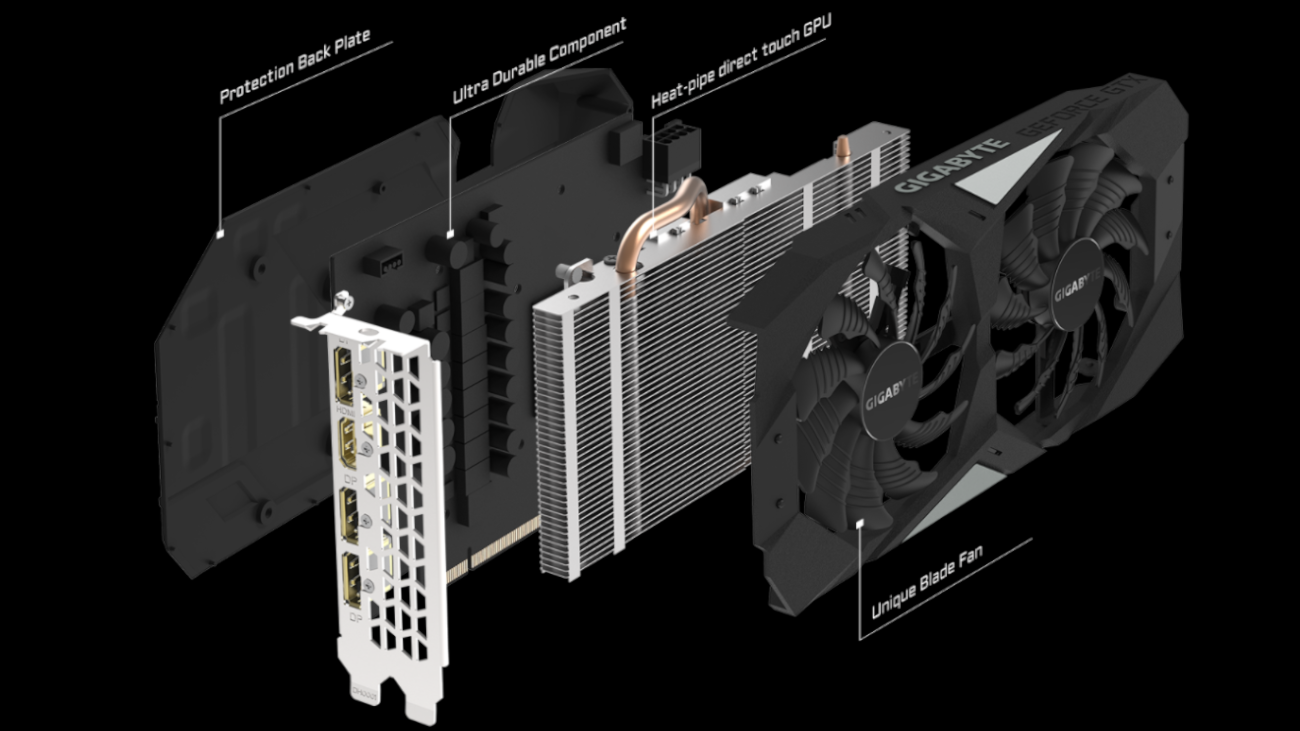 Protection Back Plate
Ultra Durable Component
Heat-pipe direct touch GPU
GIGABYTE
GEFORCE GTX
GIGABYTE
GIGABYTE
HDMI
DP
DP
Unique Blade Fan